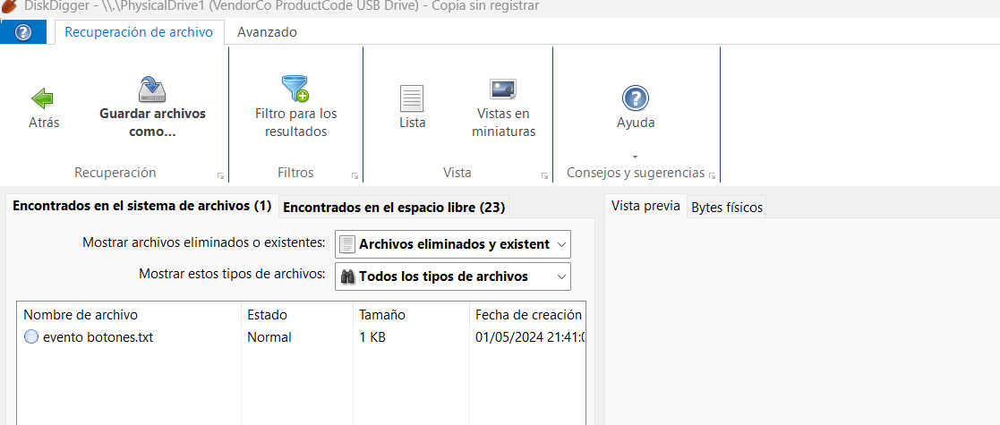 DiskDigger - \\.\PhysicalDrive1 (VendorCo ProductCode USB Drive) - Copia sin registrar
Recuperación de archivo
Avanzado
Atrás
Guardar archivos
como...
Filtro para los
resultados
Lista
Vistas en
miniaturas
Ayuda
Recuperación
Filtros
Vista
Consejos y sugerencias
Encontrados en el sistema de archivos (1)
Encontrados en el espacio libre (23)
Vista previa
Bytes físicos
Mostrar archivos eliminados o existentes:
Archivos eliminados y existent
Mostrar estos tipos de archivos:
Todos los tipos de archivos
Nombre de archivo
Estado
Tamaño
Fecha de creación
evento botones.txt
Normal
1 KB
01/05/2024 21:41:0